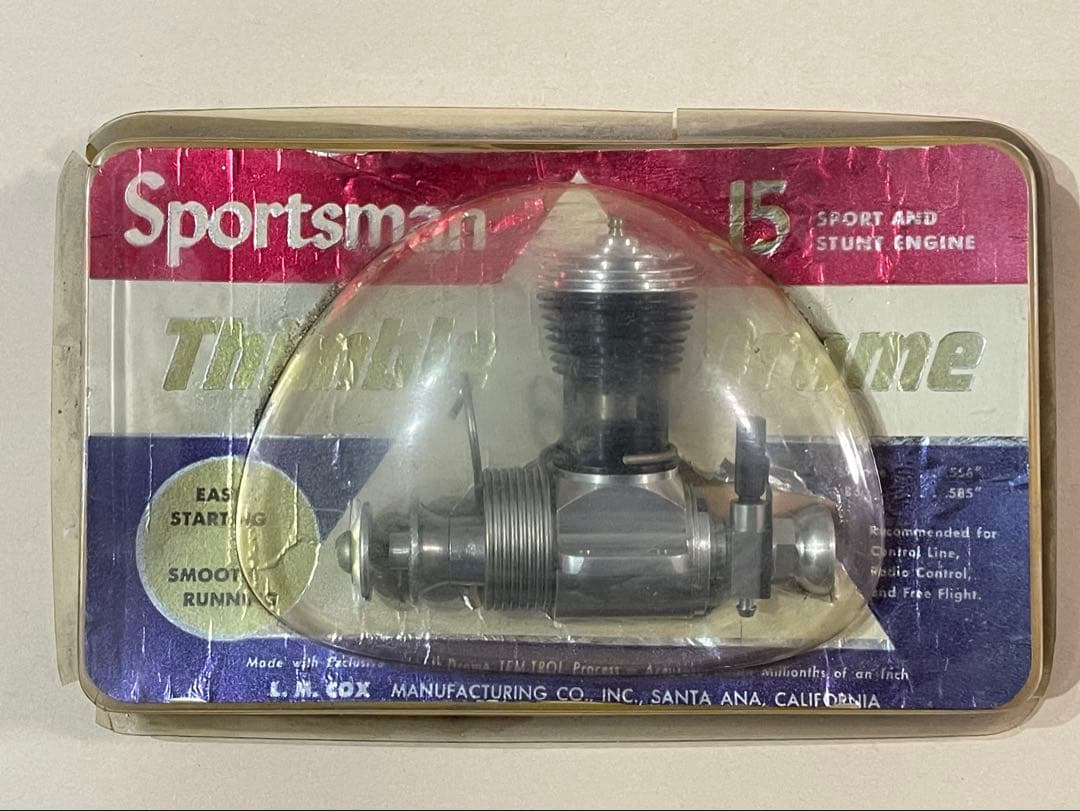 Sportsman
.15
SPORT AND
STUNT ENGINE
Thimble Drome
EASY
STARTING
SMOOTH
RUNNING
.556"
.585"
Recommended for
Control Line,
Radio Control,
and Free Flight.
Made with Exclusive Drome TEM-TROL Process Millionths of an Inch
L. M. COX MANUFACTURING CO., INC., SANTA ANA, CALIFORNIA